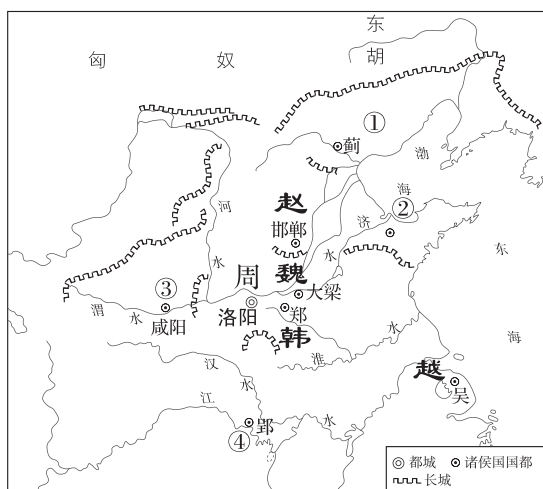 东
胡
匈奴
①
蓟
渤
海
赵
邯郸
河
水
②
济
水
东
海
周
魏
大梁
③
渭水
咸阳
洛阳
郑
韩
淮
水
汉
水
越
吴
江
水
郢
④
都城 诸侯国国都
长城